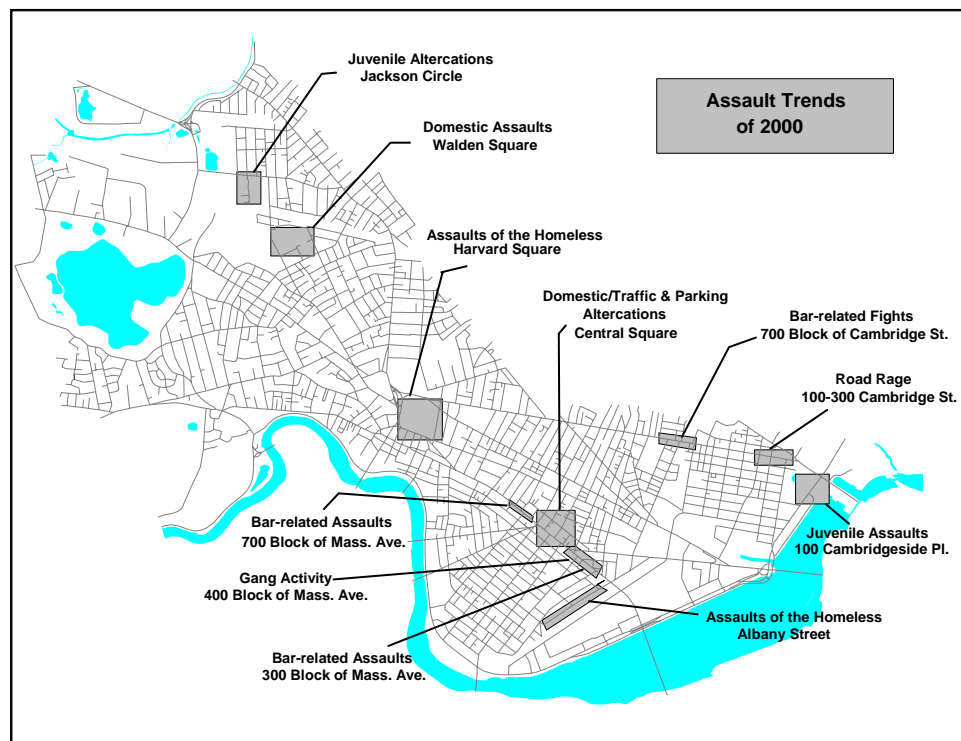 Juvenile Altercations
Jackson Circle
Assault Trends
of 2000
Domestic Assaults
Walden Square
Assaults of the Homeless
Harvard Square
Domestic/Traffic & Parking
Altercations
Central Square
Bar-related Fights
700 Block of Cambridge St.
Road Rage
100-300 Cambridge St.
Bar-related Assaults
700 Block of Mass. Ave.
Juvenile Assaults
100 Cambridgeside Pl.
Gang Activity
400 Block of Mass. Ave.
Assaults of the Homeless
Albany Street
Bar-related Assaults
300 Block of Mass. Ave.